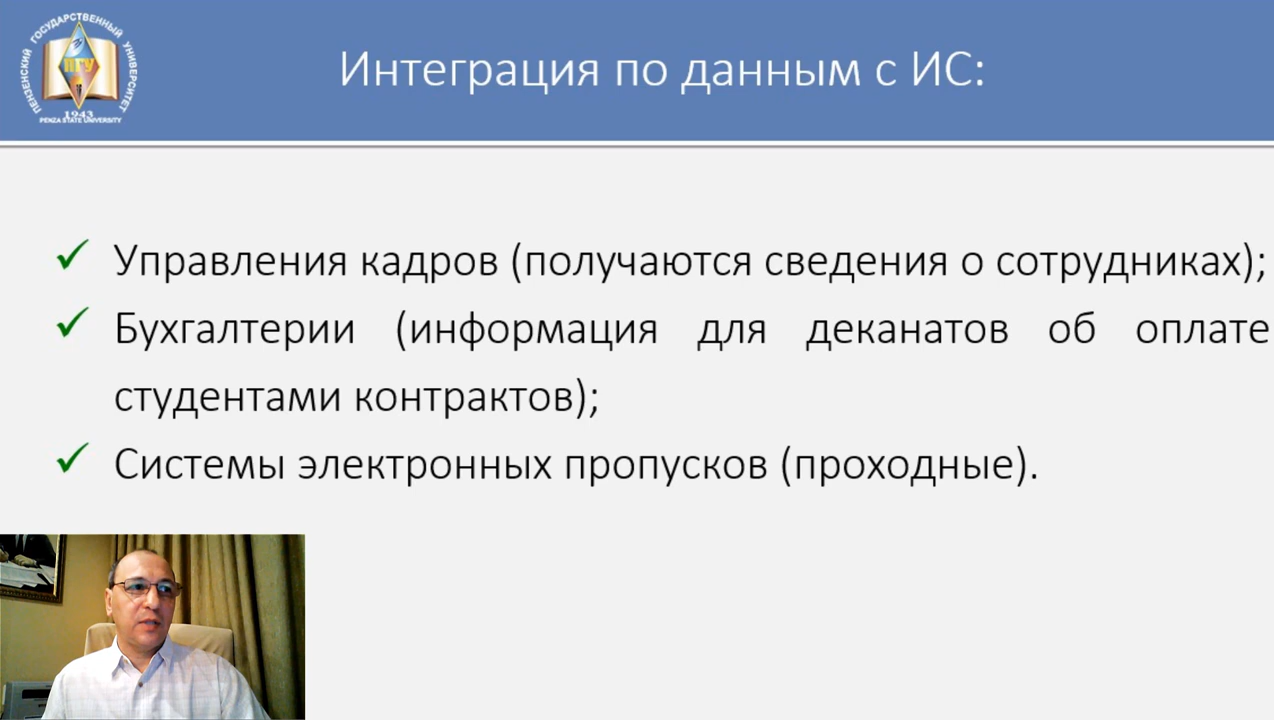 ПЕНЗЕНСКИЙ ГОСУДАРСТВЕННЫЙ УНИВЕРСИТЕТ
ПГУ
1943
PENZA STATE UNIVERSITY
Интеграция по данным с ИС:
Управления кадров (получаются сведения о сотрудниках);
Бухгалтерии (информация для деканатов об оплате
студентами контрактов);
Системы электронных пропусков (проходные).